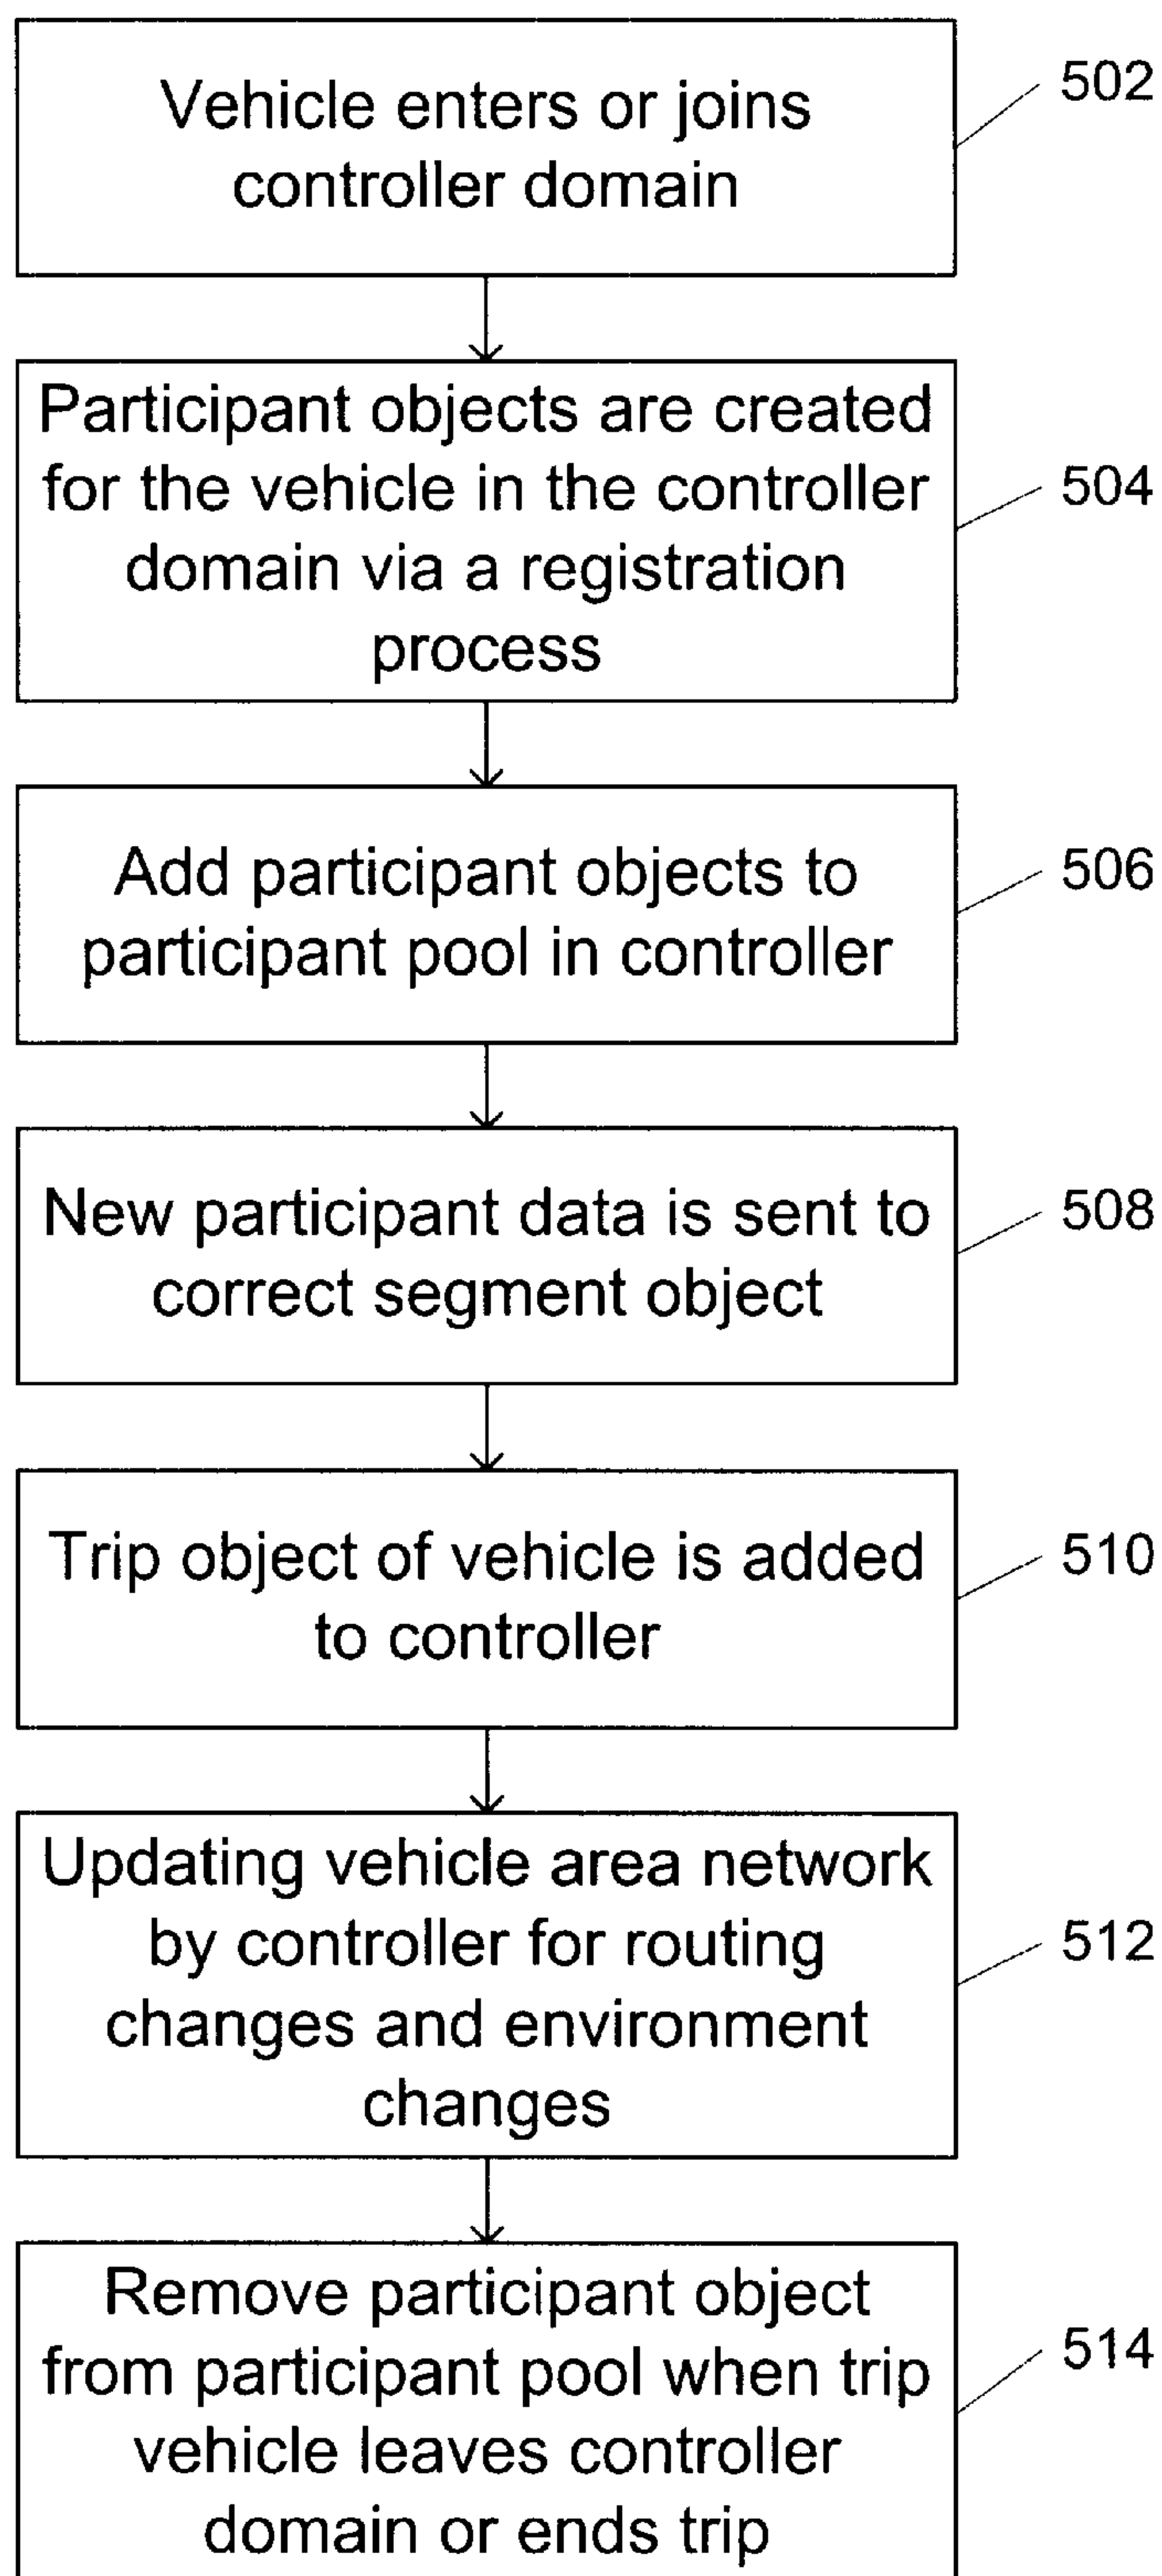 Vehicle enters or joins
controller domain
502
Participant objects are created
for the vehicle in the controller
domain via a registration
process
504
Add participant objects to
participant pool in controller
506
New participant data is sent to
correct segment object
508
Trip object of vehicle is added
to controller
510
Updating vehicle area network
by controller for routing
changes and environment
changes
512
Remove participant object
from participant pool when trip
vehicle leaves controller
domain or ends trip
514